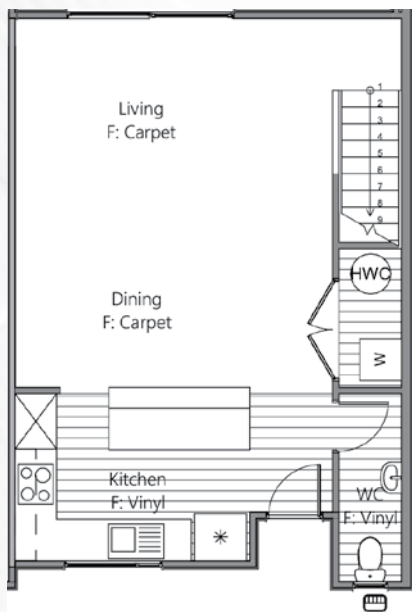 Living
F: Carpet
1
2
3
4
5
6
7
8
9
HWC
Dining
F: Carpet
W
Kitchen
F: Vinyl
WC
F: Vinyl